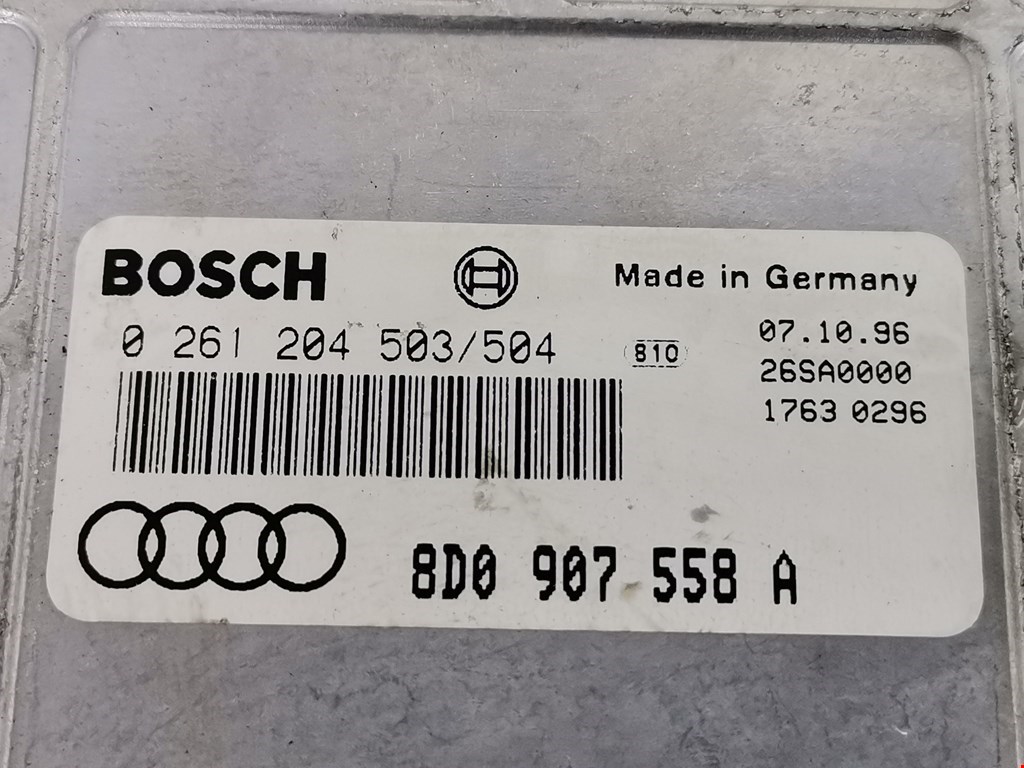 BOSCH
Made in Germany
0 261 204 503/504
810
07.10.96
26SA0000
1763 0296
8D0 907 558 A